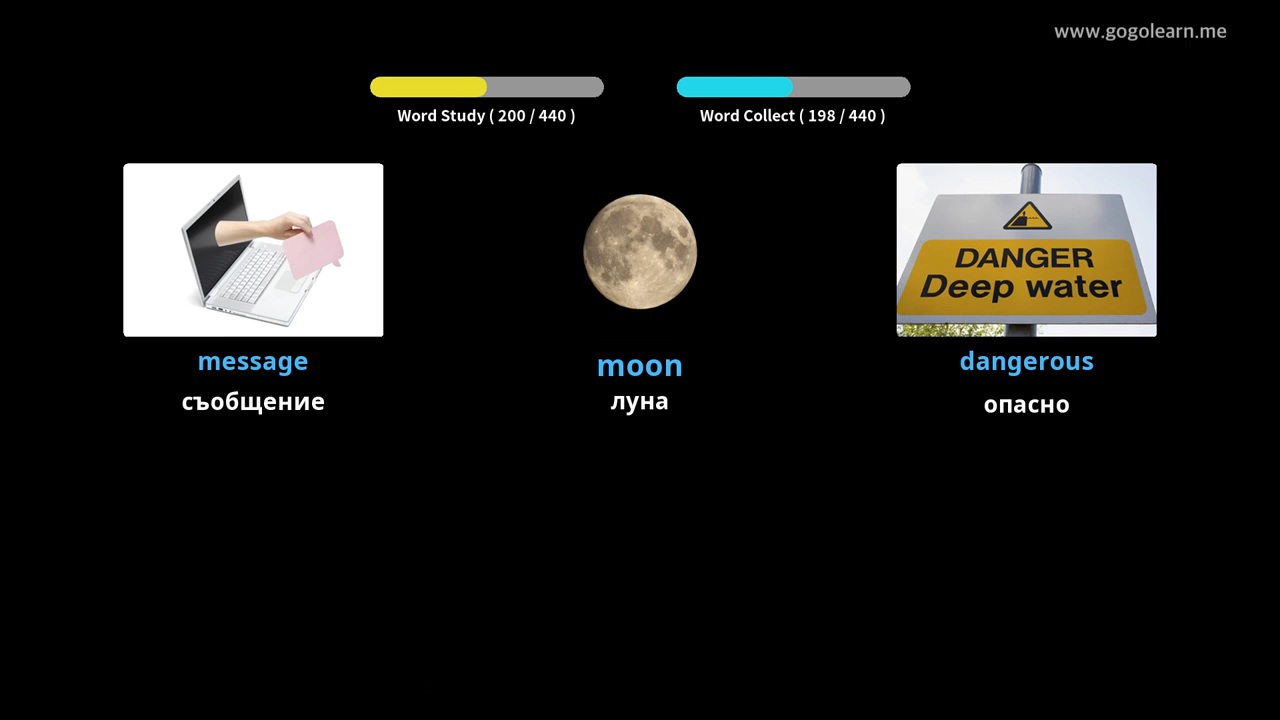 www.gogolearn.me
Word Study ( 200 / 440 )
Word Collect ( 198 / 440 )
DANGER
Deep water
message
moon
dangerous
съобщение
луна
опасно